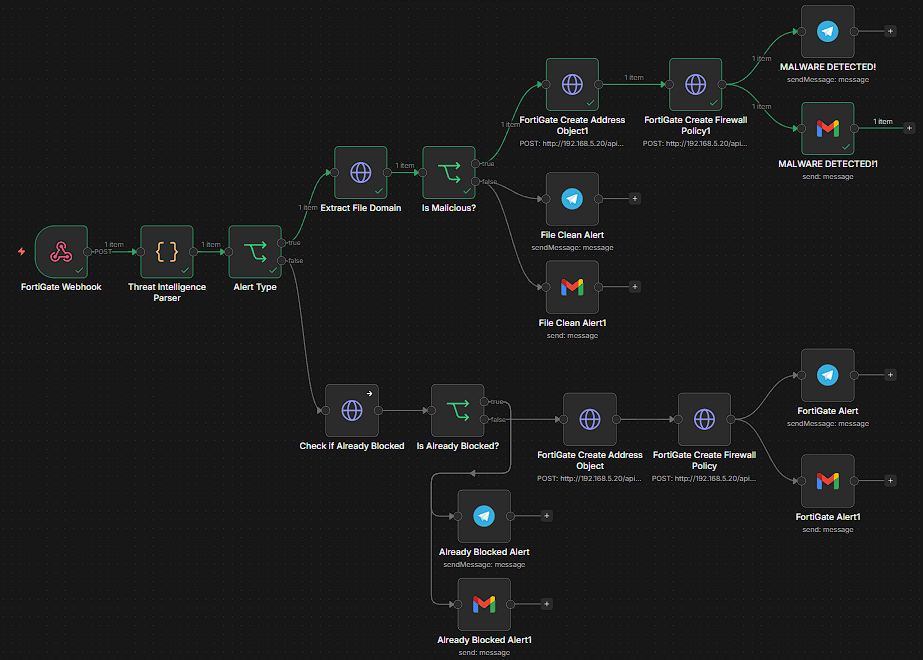 MALWARE DETECTED!
sendMessage: message
1 item
1 item
1 item
FortiGate Create Address
Object1
POST: http://192.168.5.20/api...
FortiGate Create Firewall
Policy1
POST: http://192.168.5.20/api...
1 item
1 item
MALWARE DETECTED!1
send: message
1 item
true
false
1 item
Extract File Domain
Is Malicious?
File Clean Alert
sendMessage: message
File Clean Alert1
send: message
1 item
POST
1 item
true
false
FortiGate Webhook
Threat Intelligence
Parser
Alert Type
true
false
Check if Already Blocked
Is Already Blocked?
FortiGate Create Address
Object
POST: http://192.168.5.20/api...
FortiGate Create Firewall
Policy
POST: http://192.168.5.20/api...
FortiGate Alert
sendMessage: message
FortiGate Alert1
send: message
Already Blocked Alert
sendMessage: message
Already Blocked Alert1
send: message